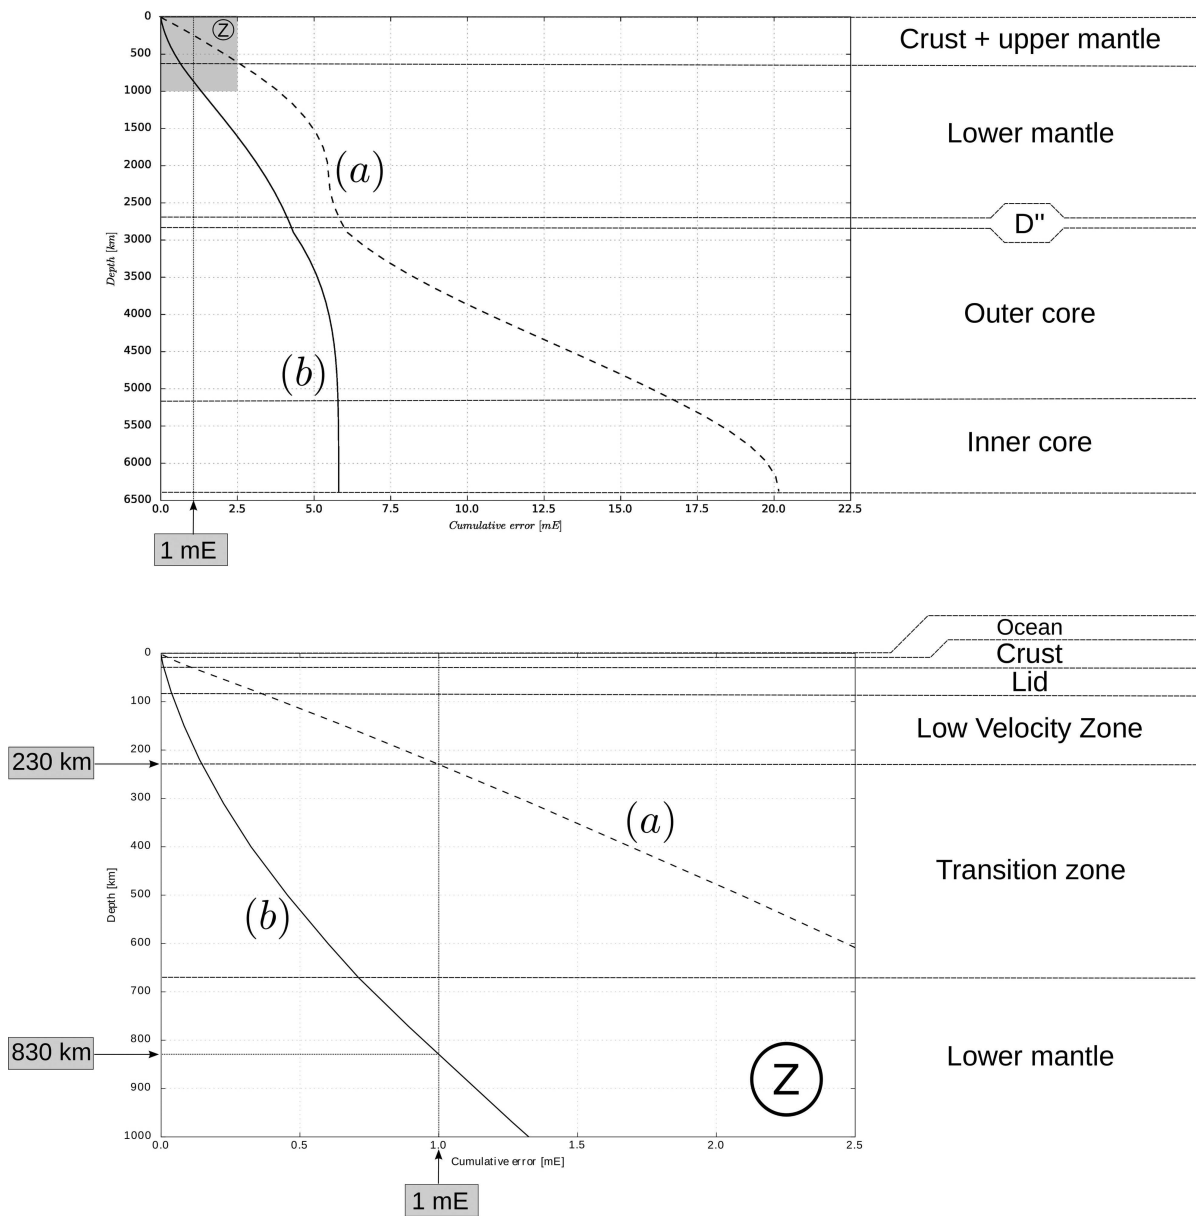 0
500
1000
1500
2000
2500
3000
3500
4000
4500
5000
5500
6000
6500
Depth [km]
Z
(a)
(b)
0.0 2.5 5.0 7.5 10.0 12.5 15.0 17.5 20.0 22.5
Cumulative error [mE]
1 mE
Crust + upper mantle
Lower mantle
D"
Outer core
Inner core
0
100
200
300
400
500
600
700
800
900
1000
Depth [km]
230 km
830 km
(a)
(b)
Z
0.0 0.5 1.0 1.5 2.0 2.5
Cumulative error [mE]
1 mE
Ocean
Crust
Lid
Low Velocity Zone
Transition zone
Lower mantle